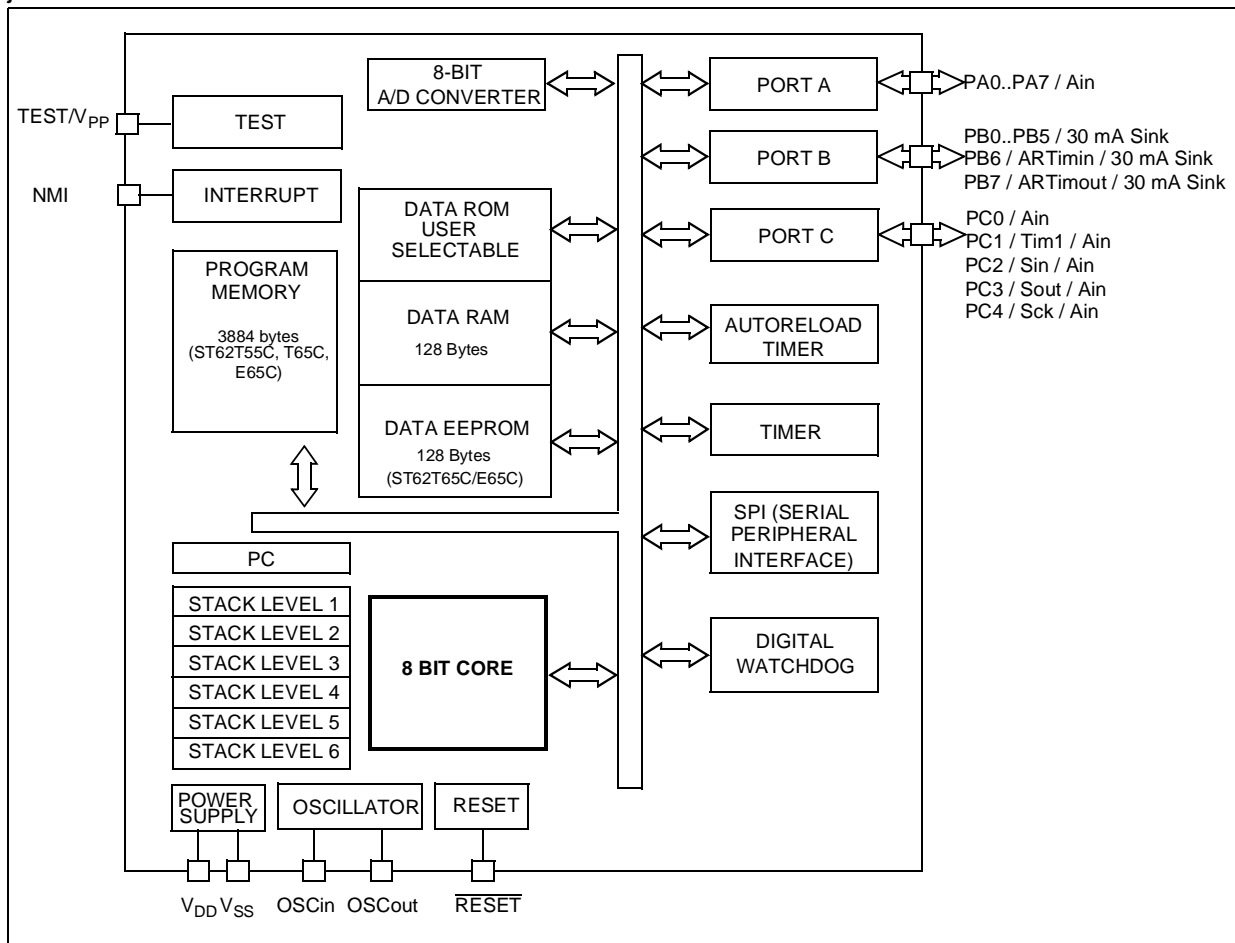 8-BIT
A/D CONVERTER
PORT A
PA0..PA7 / Ain
TEST/VPP
TEST
PORT B
PB0..PB5 / 30 mA Sink
PB6 / ARTimin / 30 mA Sink
PB7 / ARTimout / 30 mA Sink
NMI
INTERRUPT
DATA ROM
USER
SELECTABLE
PORT C
PC0 / Ain
PC1 / Tim1 / Ain
PC2 / Sin / Ain
PC3 / Sout / Ain
PC4 / Sck / Ain
PROGRAM
MEMORY
3884 bytes
(ST62T55C, T65C,
E65C)
DATA RAM
128 Bytes
AUTORELOAD
TIMER
DATA EEPROM
128 Bytes
(ST62T65C/E65C)
TIMER
SPI (SERIAL
PERIPHERAL
INTERFACE)
PC
STACK LEVEL 1
STACK LEVEL 2
STACK LEVEL 3
STACK LEVEL 4
STACK LEVEL 5
STACK LEVEL 6
8 BIT CORE
DIGITAL
WATCHDOG
POWER
SUPPLY
OSCILLATOR
RESET
VDD VSS
OSCin OSCout
RESET